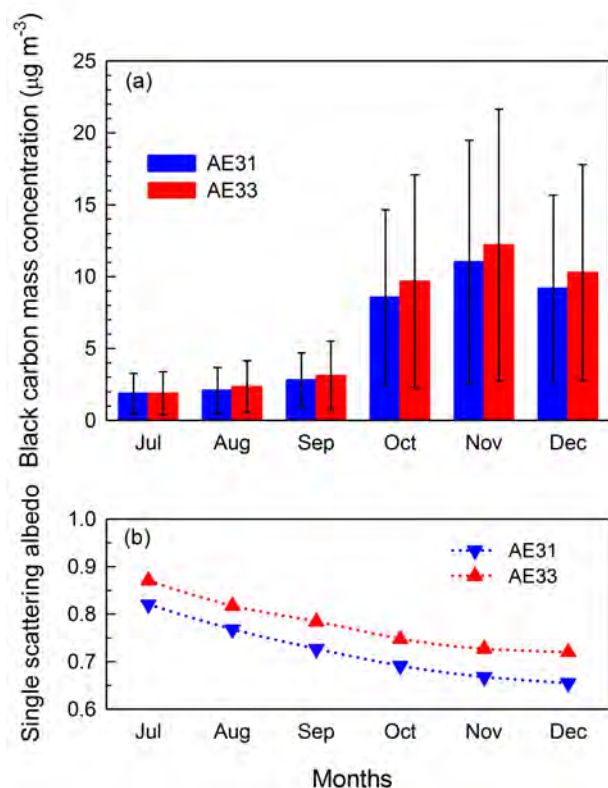 Black carbon mass concentration (μg m⁻³)
25
20
15
10
5
0
(a)
AE31
AE33
Jul Aug Sep Oct Nov Dec
Single scattering albedo
1.0
0.9
0.8
0.7
0.6
(b)
AE31
AE33
Jul Aug Sep Oct Nov Dec
Months